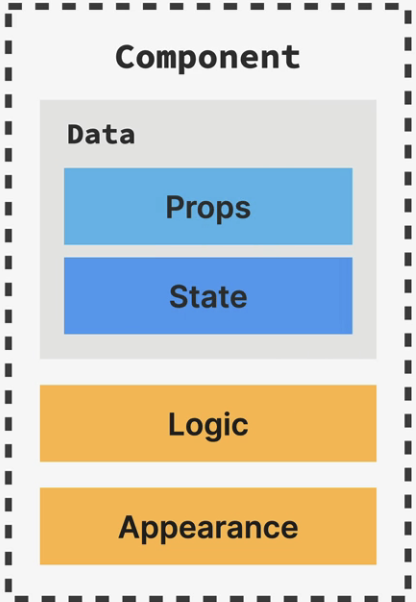 Component
Data
Props
State
Logic
Appearance